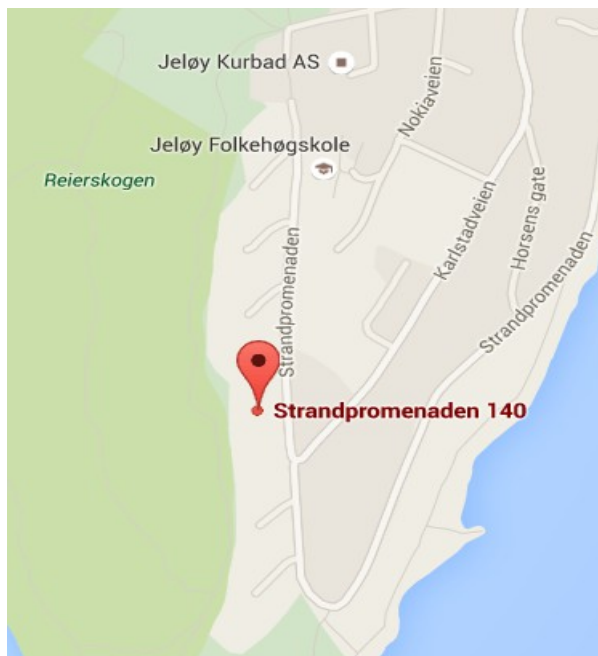 Jeløy Kurbad AS
Nokiaveien
Jeløy Folkehøgskole
Reierskogen
Karlstadveien
Horsens gate
Strandpromenaden
Strandpromenaden
Strandpromenaden 140